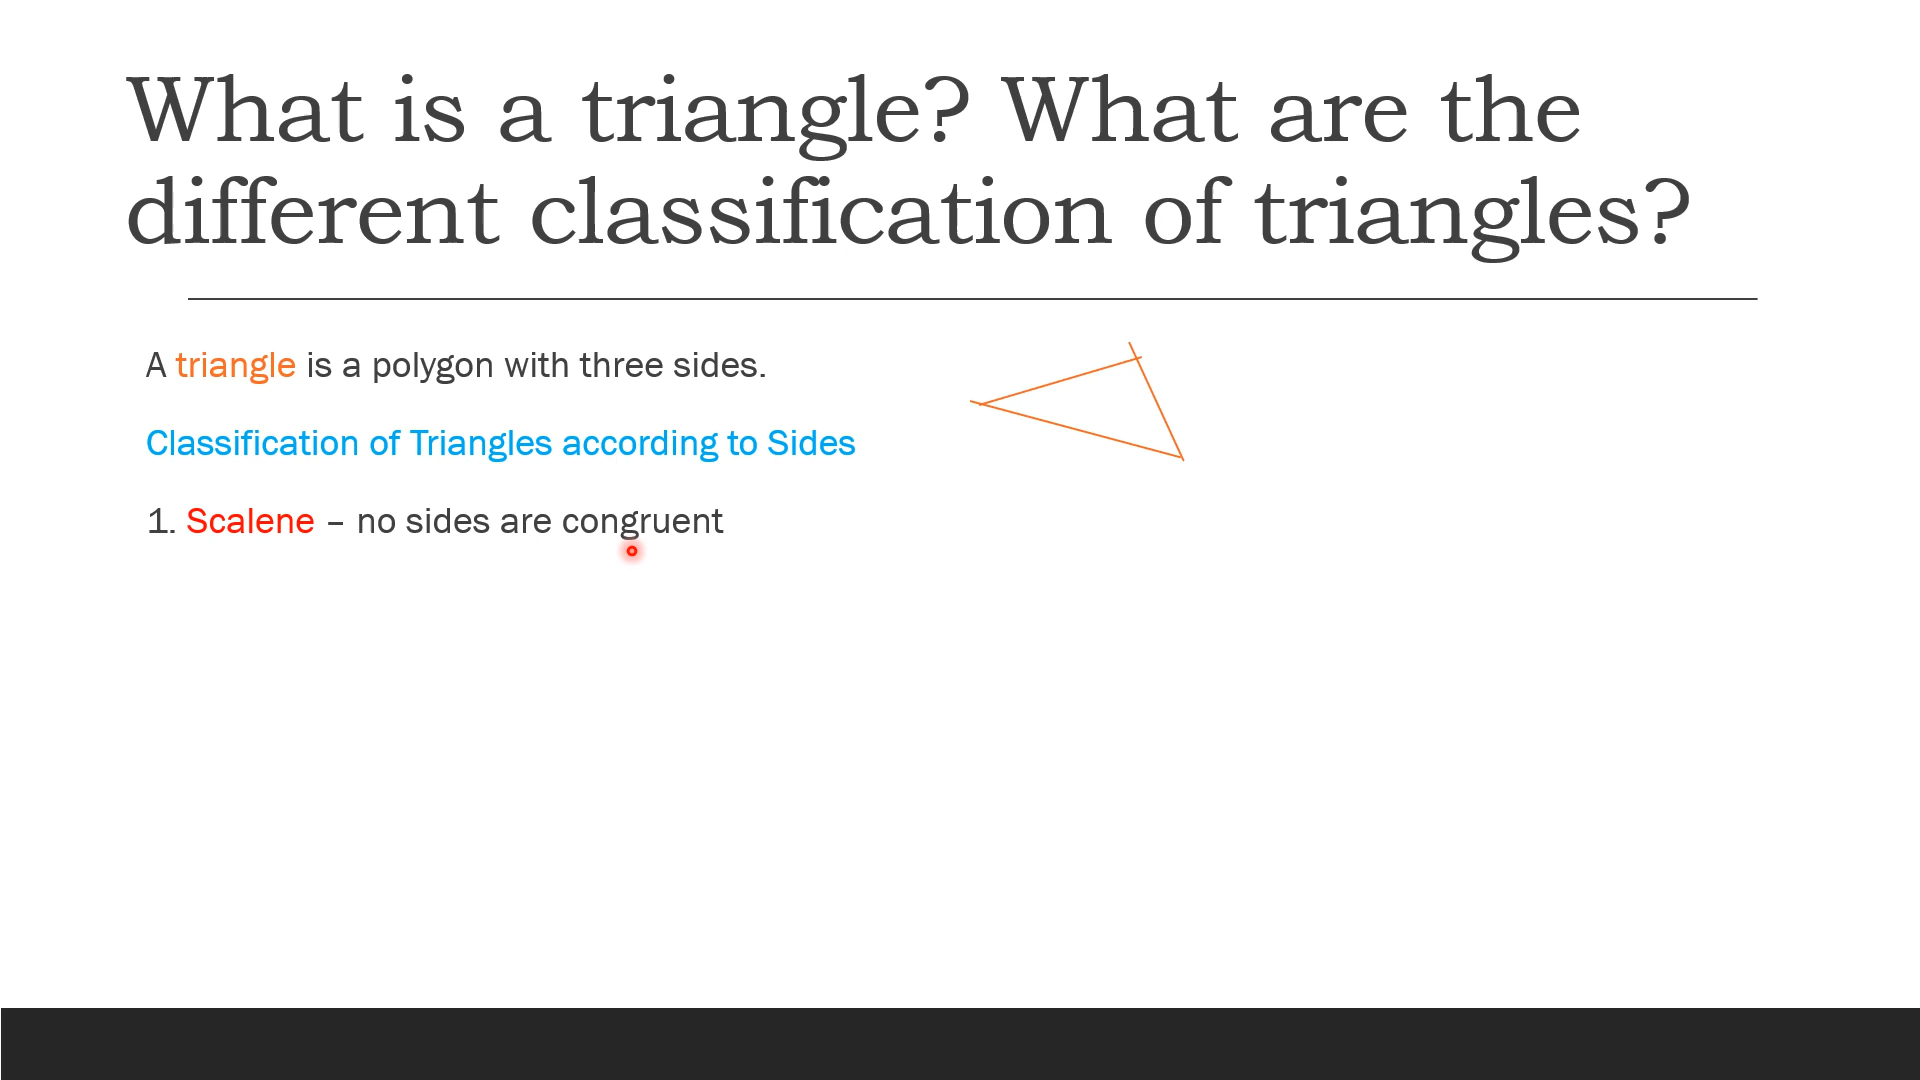 What is a triangle? What are the
different classification of triangles?
A triangle is a polygon with three sides.
Classification of Triangles according to Sides
1. Scalene – no sides are congruent